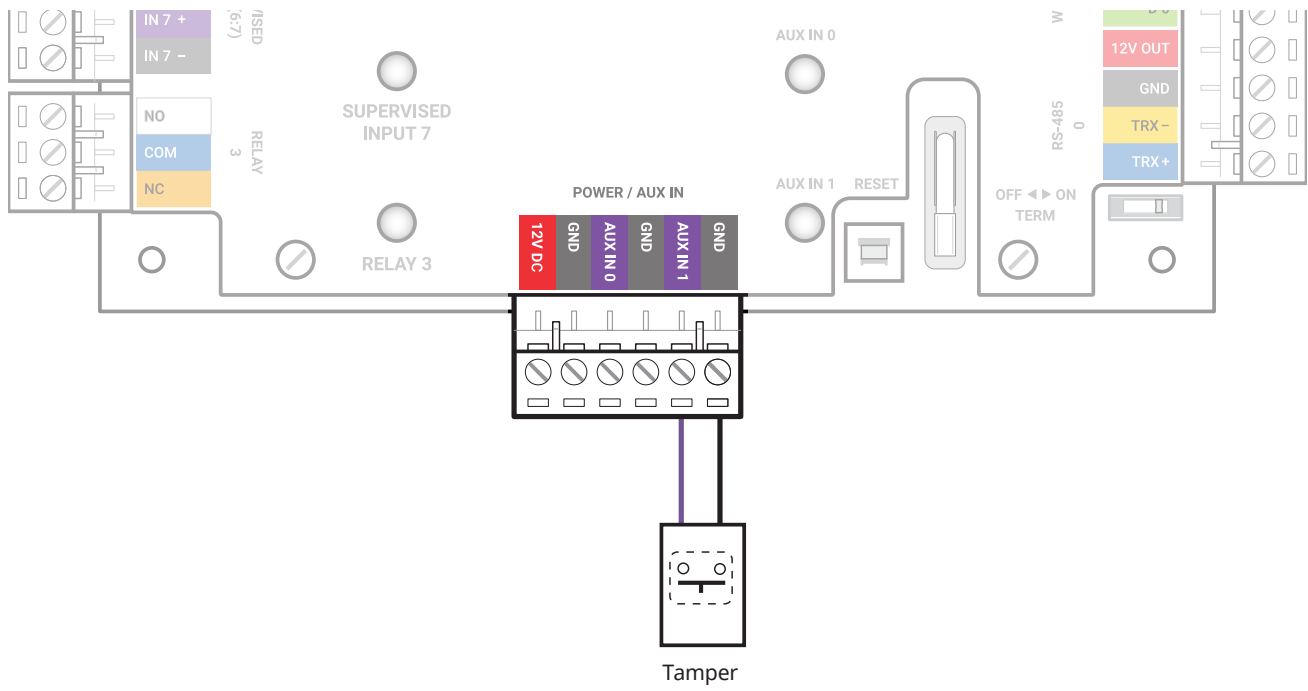 IN 7 +
IN 7 –
(6:7)
NO
COM
NC
RELAY
3
SUPERVISED
INPUT 7
RELAY 3
POWER / AUX IN
12V DC
GND
AUX IN 0
GND
AUX IN 1
GND
AUX IN 0
AUX IN 1
RESET
OFF ◄ ► ON
TERM
W
RS-485
0
12V OUT
GND
TRX –
TRX +
Tamper